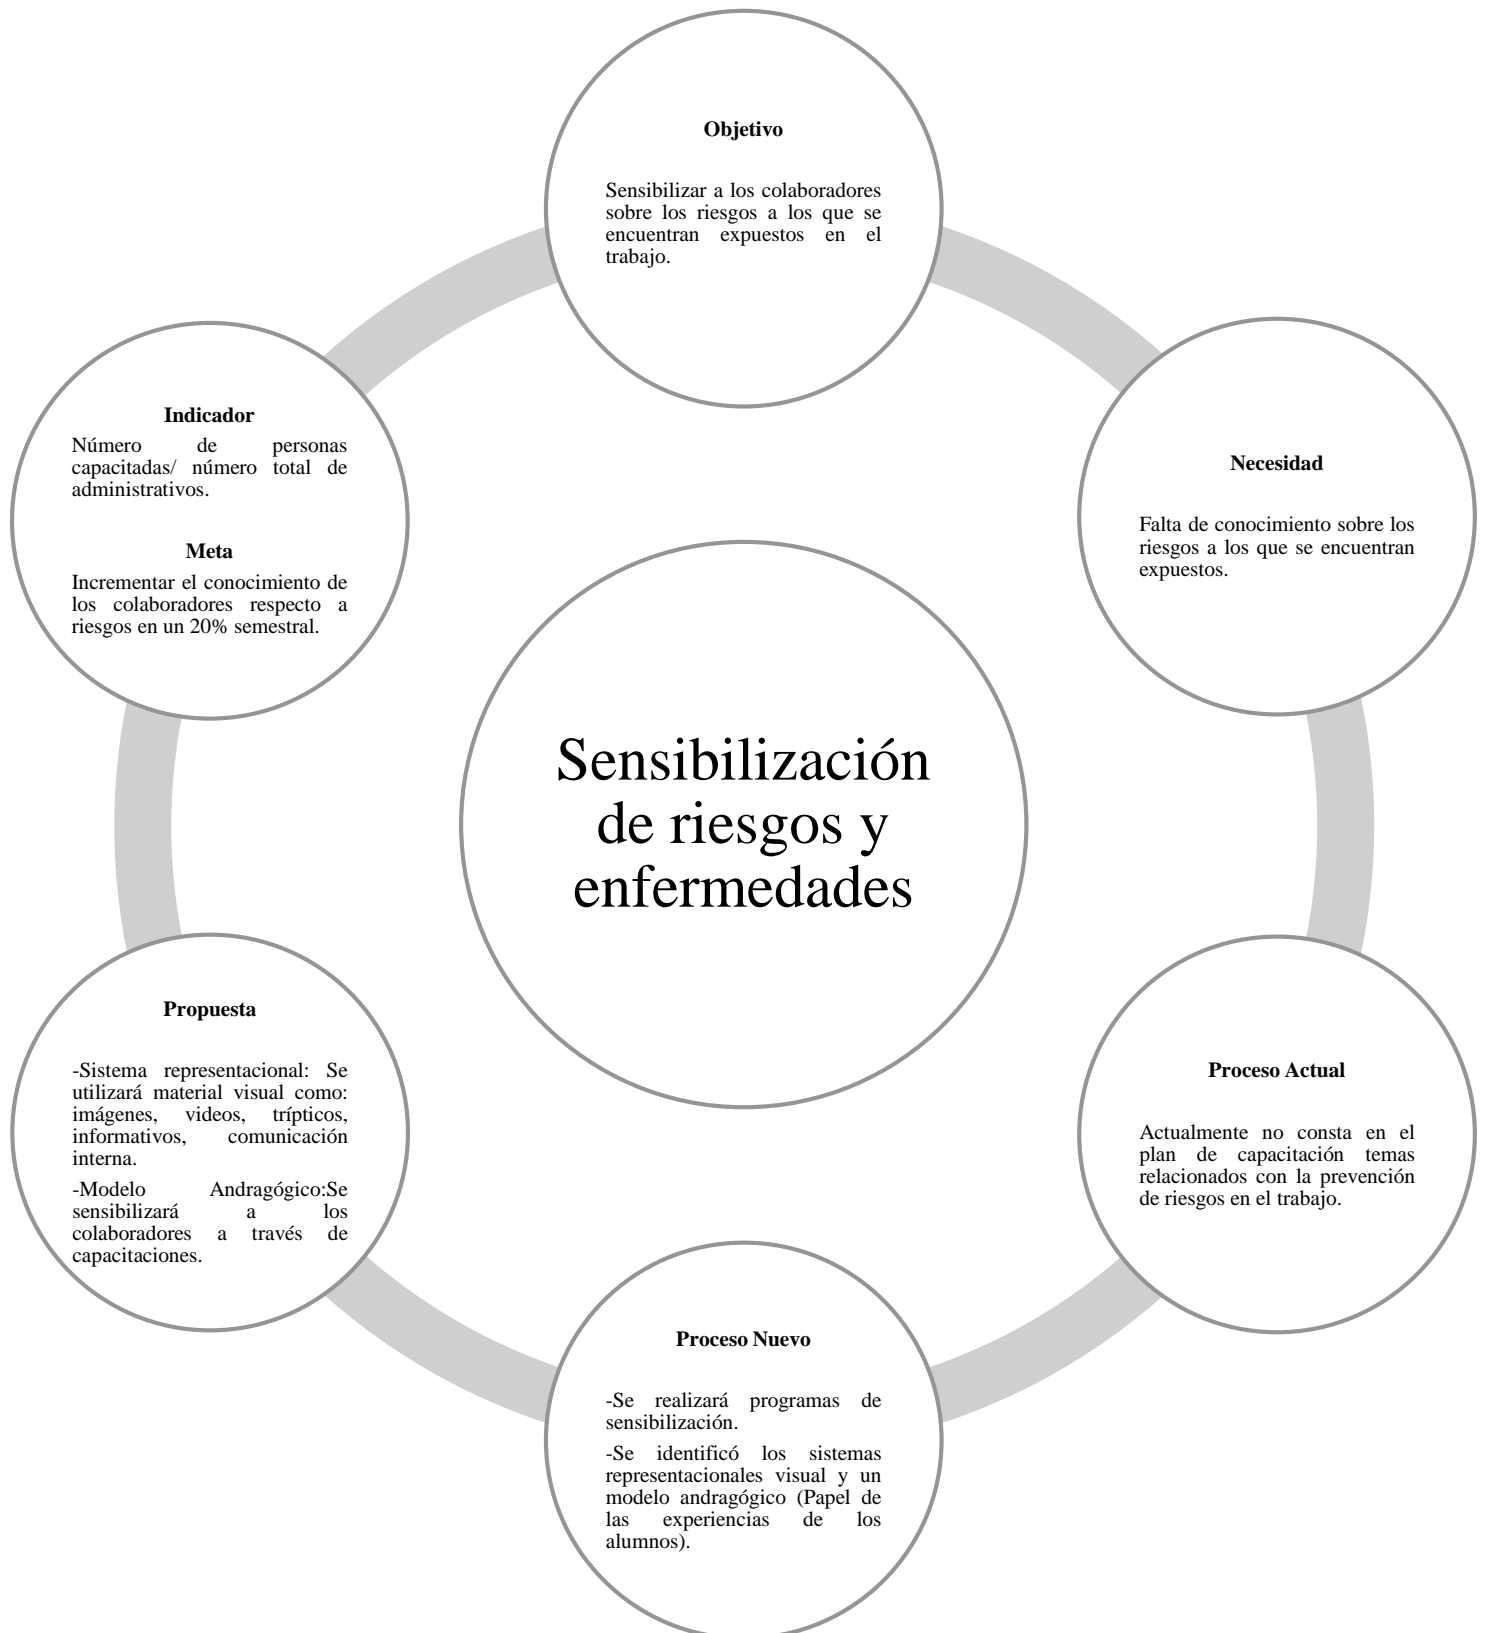 Objetivo
Sensibilizar a los colaboradores
sobre los riesgos a los que se
encuentran expuestos en el
trabajo.
Necesidad
Falta de conocimiento sobre los
riesgos a los que se encuentran
expuestos.
Proceso Actual
Actualmente no consta en el
plan de capacitación temas
relacionados con la prevención
de riesgos en el trabajo.
Proceso Nuevo
-Se realizará programas de
sensibilización.
-Se identificó los sistemas
representacionales visual y un
modelo andragógico (Papel de
las experiencias de los
alumnos).
Propuesta
-Sistema representacional: Se
utilizará material visual como:
imágenes, videos, trípticos,
informativos, comunicación
interna.
-Modelo Andragógico:Se
sensibilizará a los
colaboradores a través de
capacitaciones.
Indicador
Número de personas
capacitadas/ número total de
administrativos.
Meta
Incrementar el conocimiento de
los colaboradores respecto a
riesgos en un 20% semestral.
Sensibilización
de riesgos y
enfermedades